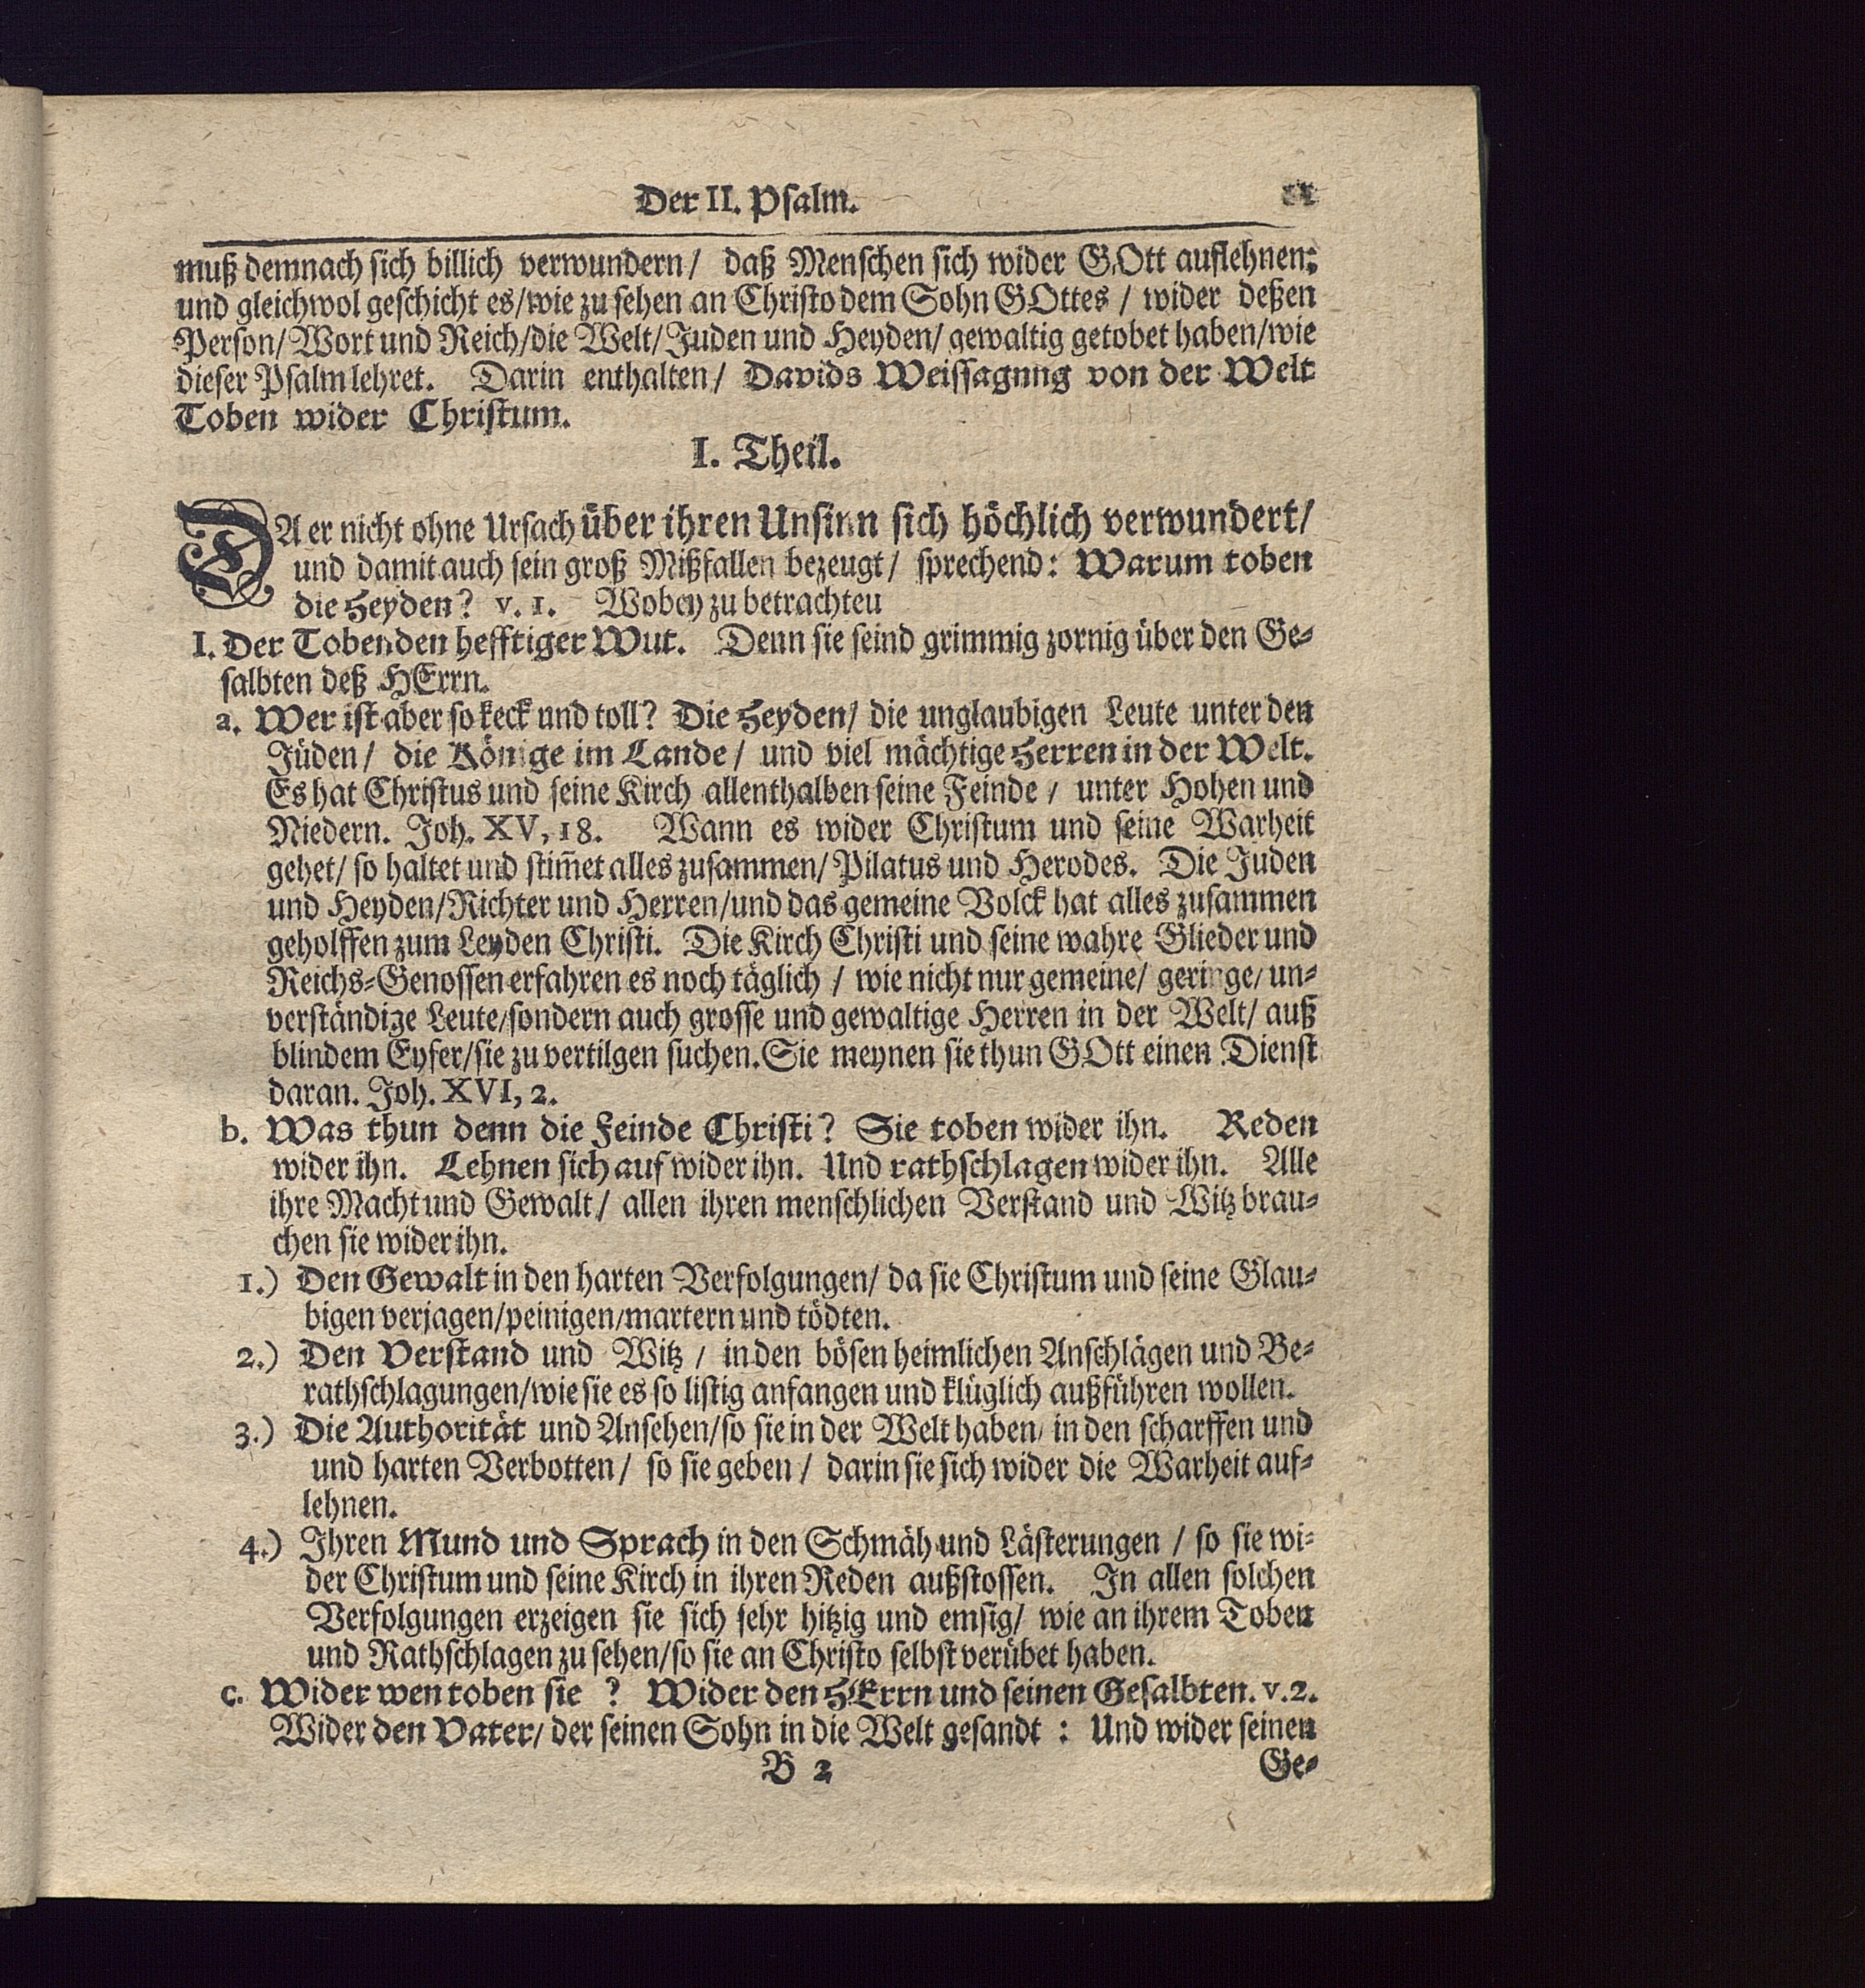 Der II. Psalm.
muß demnach sich billich verwundern/ daß Menschen sich wider GOtt auflehnen;
und gleichwol geschicht es/wie zu sehen an Christo dem Sohn GOttes / wider deßen
Person/Wort und Reich/die Welt/Juden und Heyden/ gewaltig getobet haben/wie
dieser Psalm lehret. Darin enthalten/ Davids Weissagung von der Welt
Toben wider Christum.
I. Theil.
DA er nicht ohne Ursach über ihren Unsinn sich höchlich verwundert/
und damit auch sein groß Mißfallen bezeugt/ sprechend: Warum toben
die Heyden? v. 1. Wobey zu betrachteu
I. Der Tobenden hefftiger Wut. Denn sie seind grimmig zornig über den Ge-
salbten deß HErrn.
a. Wer ist aber so keck und toll? Die Heyden/ die unglaubigen Leute unter den
Jüden/ die Könige im Lande/ und viel mächtige Herren in der Welt.
Es hat Christus und seine Kirch allenthalben seine Feinde / unter Hohen und
Niedern. Joh. XV, 18. Wann es wider Christum und seine Warheit
gehet/ so haltet und stim̃et alles zusammen/ Pilatus und Herodes. Die Juden
und Heyden/Richter und Herren/und das gemeine Volck hat alles zusammen
geholffen zum Leyden Christi. Die Kirch Christi und seine wahre Glieder und
Reichs-Genossen erfahren es noch täglich / wie nicht nur gemeine/ geringe/ un-
verständige Leute/sondern auch grosse und gewaltige Herren in der Welt/ auß
blindem Eyfer/sie zu vertilgen suchen. Sie meynen sie thun GOtt einen Dienst
daran. Joh. XVI, 2.
b. Was thun denn die Feinde Christi? Sie toben wider ihn. Reden
wider ihn. Lehnen sich auf wider ihn. Und rathschlagen wider ihn. Alle
ihre Macht und Gewalt/ allen ihren menschlichen Verstand und Witz brau-
chen sie wider ihn.
1.) Den Gewalt in den harten Verfolgungen/ da sie Christum und seine Glau-
bigen verjagen/peinigen/martern und tödten.
2.) Den Verstand und Witz / in den bösen heimlichen Anschlägen und Be-
rathschlagungen/wie sie es so listig anfangen und klüglich außführen wollen.
3.) Die Authorität und Ansehen/so sie in der Welt haben/ in den scharffen und
und harten Verbotten/ so sie geben / darin sie sich wider die Warheit auf-
lehnen.
4.) Ihren Mund und Sprach in den Schmäh und Lästerungen / so sie wi-
der Christum und seine Kirch in ihren Reden außstossen. In allen solchen
Verfolgungen erzeigen sie sich sehr hitzig und emsig/ wie an ihrem Toben
und Rathschlagen zu sehen/so sie an Christo selbst verübet haben.
c. Wider wen toben sie ? Wider den HErrn und seinen Gesalbten. v. 2.
Wider den Vater/ der seinen Sohn in die Welt gesandt : Und wider seinen
B 2 Ge-